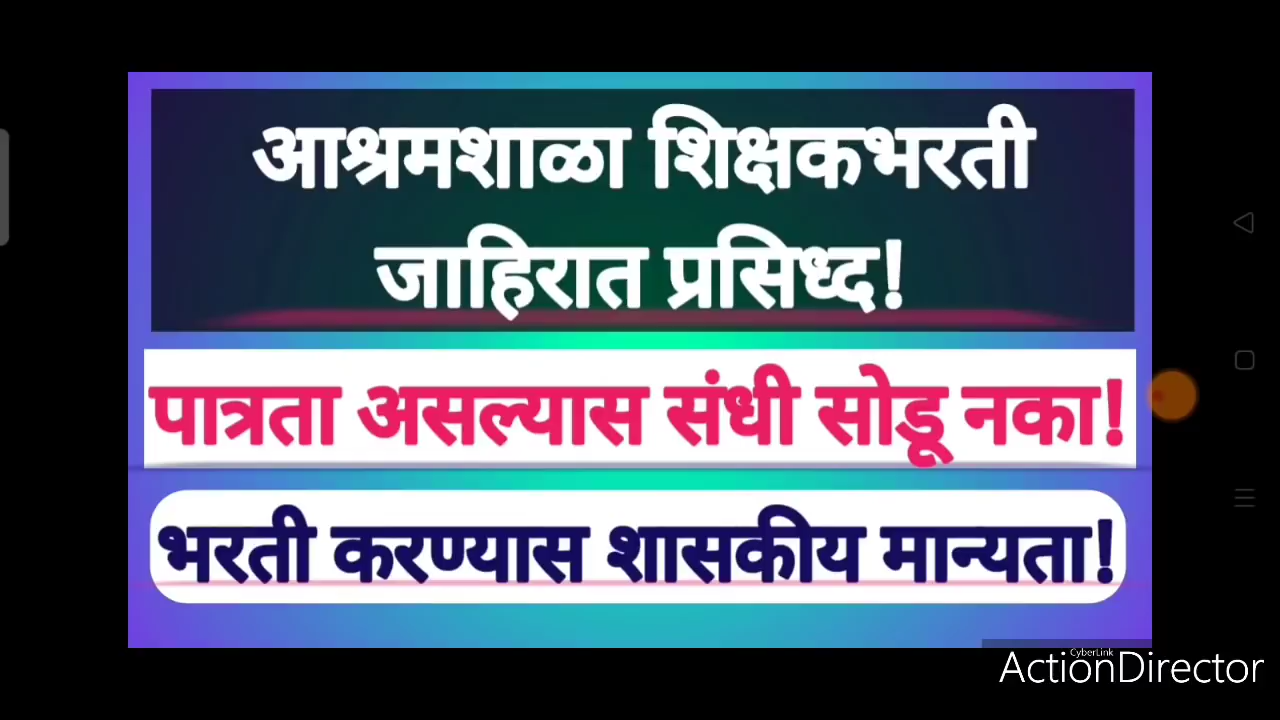 आश्रमशाळा शिक्षकभरती
जाहिरात प्रसिध्द!
पात्रता असल्यास संधी सोडू नका!
भरती करण्यास शासकीय मान्यता!
CyberLink
ActionDirector